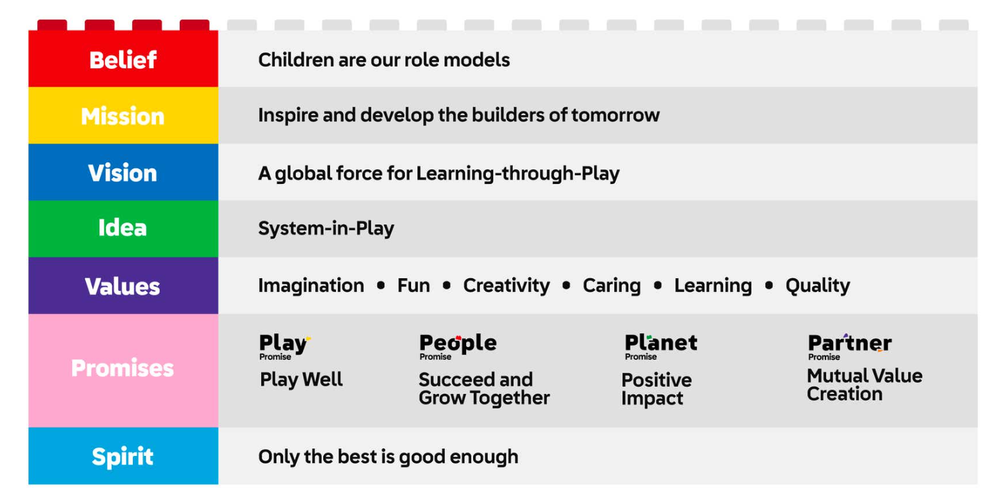 Belief
Children are our role models
Mission
Inspire and develop the builders of tomorrow
Vision
A global force for Learning-through-Play
Idea
System-in-Play
Values
Imagination • Fun • Creativity • Caring • Learning • Quality
Promises
Play
Promise
Play Well
People
Promise
Succeed and
Grow Together
Planet
Promise
Positive
Impact
Partner
Promise
Mutual Value
Creation
Spirit
Only the best is good enough